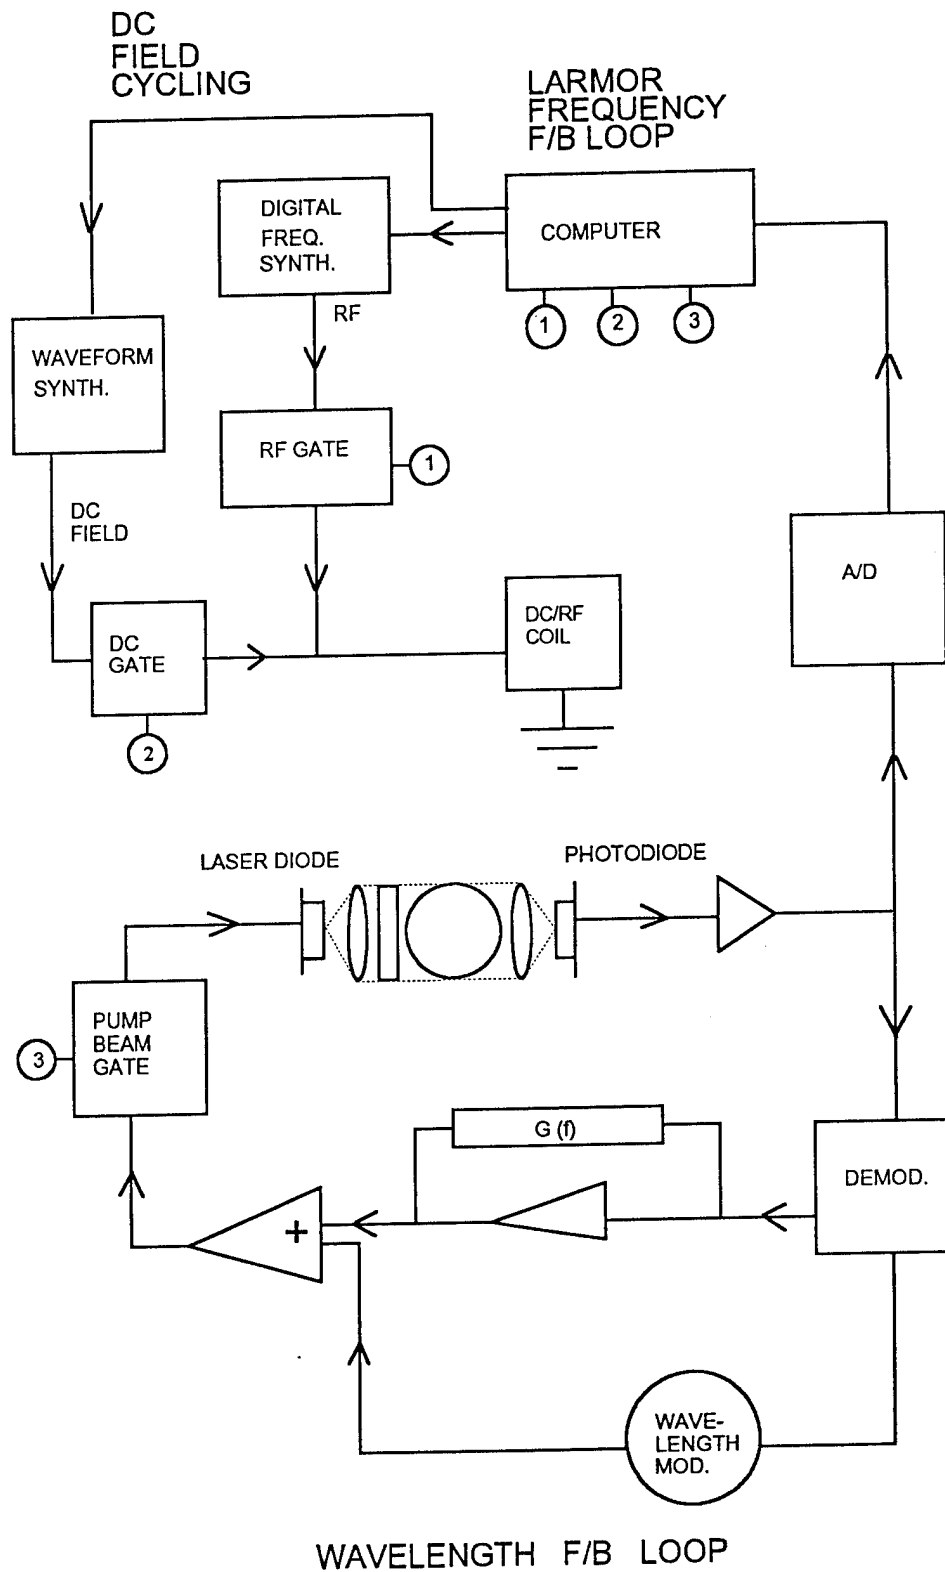 DC
FIELD
CYCLING
LARMOR
FREQUENCY
F/B LOOP
DIGITAL
FREQ.
SYNTH.
COMPUTER
1
2
3
RF
WAVEFORM
SYNTH.
RF GATE
1
DC
FIELD
A/D
DC
GATE
2
DC/RF
COIL
LASER DIODE
PHOTODIODE
PUMP
BEAM
GATE
3
G (f)
DEMOD.
+
WAVE-
LENGTH
MOD.
WAVELENGTH F/B LOOP